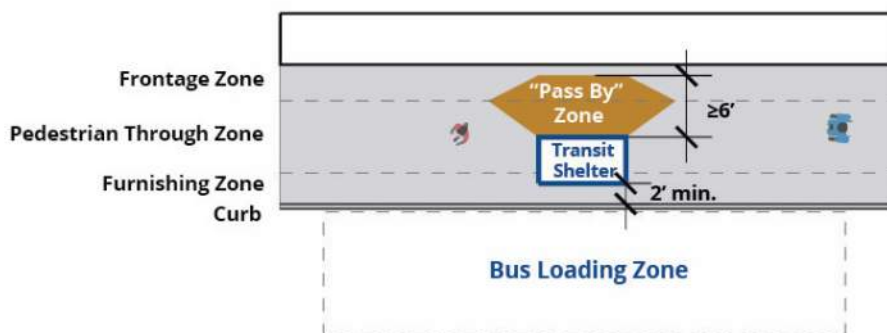 Frontage Zone
Pedestrian Through Zone
Furnishing Zone
Curb
“Pass By”
Zone
≥6’
Transit
Shelter
2’ min.
Bus Loading Zone